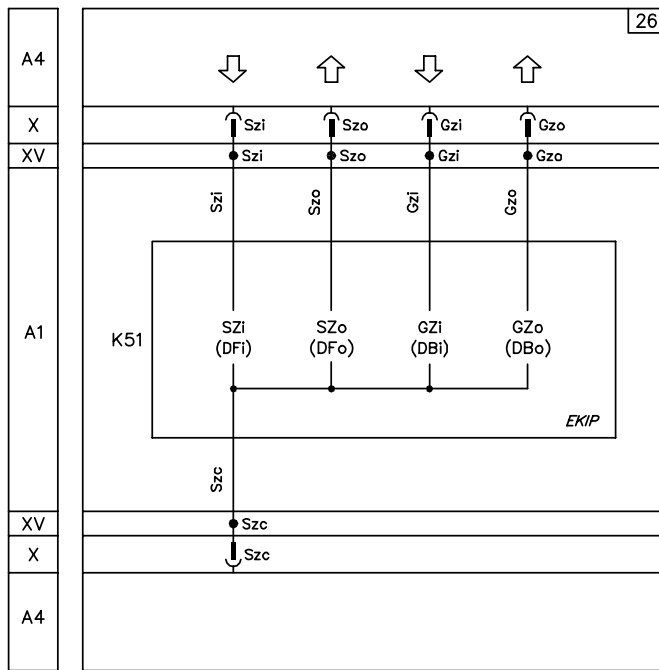 26
A4
X
Szi Szo Gzi Gzo
XV
Szi Szo Gzi Gzo
Szi Szo Gzi Gzo
A1
K51
SZi SZo GZi GZo
(DFi) (DFo) (DBi) (DBo)
EKIP
Szc
XV
Szc
X
Szc
A4